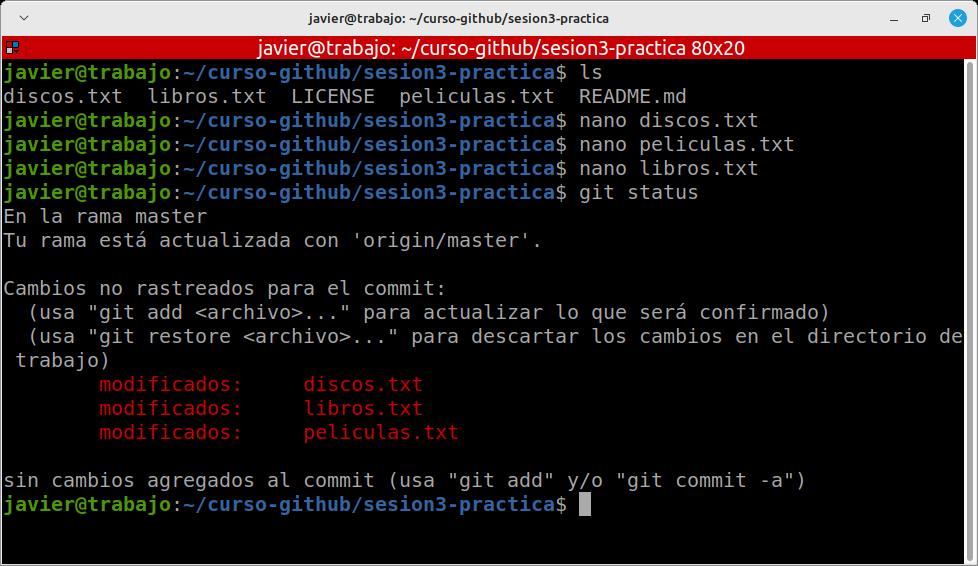 javier@trabajo: ~/curso-github/sesion3-practica
javier@trabajo: ~/curso-github/sesion3-practica 80x20
javier@trabajo:~/curso-github/sesion3-practica$ ls
discos.txt  libros.txt  LICENSE  peliculas.txt  README.md
javier@trabajo:~/curso-github/sesion3-practica$ nano discos.txt
javier@trabajo:~/curso-github/sesion3-practica$ nano peliculas.txt
javier@trabajo:~/curso-github/sesion3-practica$ nano libros.txt
javier@trabajo:~/curso-github/sesion3-practica$ git status
En la rama master
Tu rama está actualizada con 'origin/master'.
Cambios no rastreados para el commit:
  (usa "git add <archivo>..." para actualizar lo que será confirmado)
  (usa "git restore <archivo>..." para descartar los cambios en el directorio de
 trabajo)
        modificados:     discos.txt
        modificados:     libros.txt
        modificados:     peliculas.txt
sin cambios agregados al commit (usa "git add" y/o "git commit -a")
javier@trabajo:~/curso-github/sesion3-practica$